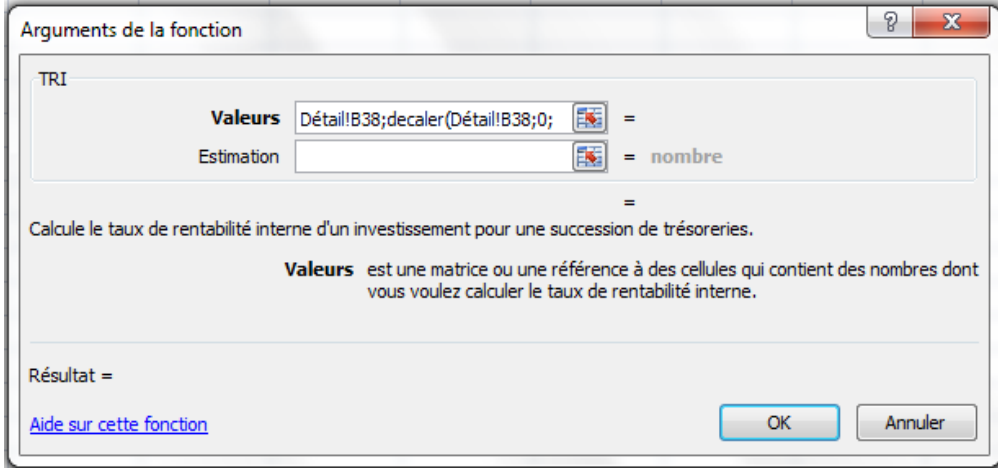 Arguments de la fonction
TRI
Valeurs Détail!B38;decaler(Détail!B38;0; =
Estimation = nombre
=
Calcule le taux de rentabilité interne d'un investissement pour une succession de trésoreries.
Valeurs est une matrice ou une référence à des cellules qui contient des nombres dont
vous voulez calculer le taux de rentabilité interne.
Résultat =
Aide sur cette fonction OK Annuler